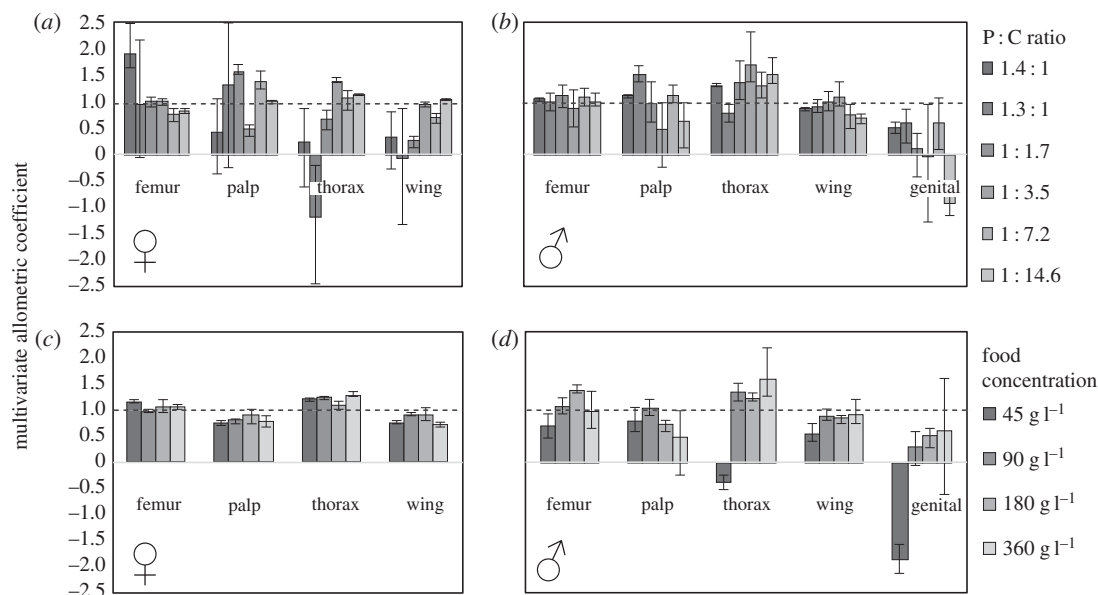 (a)
2.5
2.0
1.5
1.0
0.5
0
−0.5
−1.0
−1.5
−2.0
−2.5
femur palp thorax wing
♀
(b)
femur palp thorax wing genital
♂
P : C ratio
1.4 : 1
1.3 : 1
1 : 1.7
1 : 3.5
1 : 7.2
1 : 14.6
multivariate allometric coefficient
(c)
2.5
2.0
1.5
1.0
0.5
0
−0.5
−1.0
−1.5
−2.0
−2.5
femur palp thorax wing
♀
(d)
femur palp thorax wing genital
♂
food
concentration
45 g l⁻¹
90 g l⁻¹
180 g l⁻¹
360 g l⁻¹